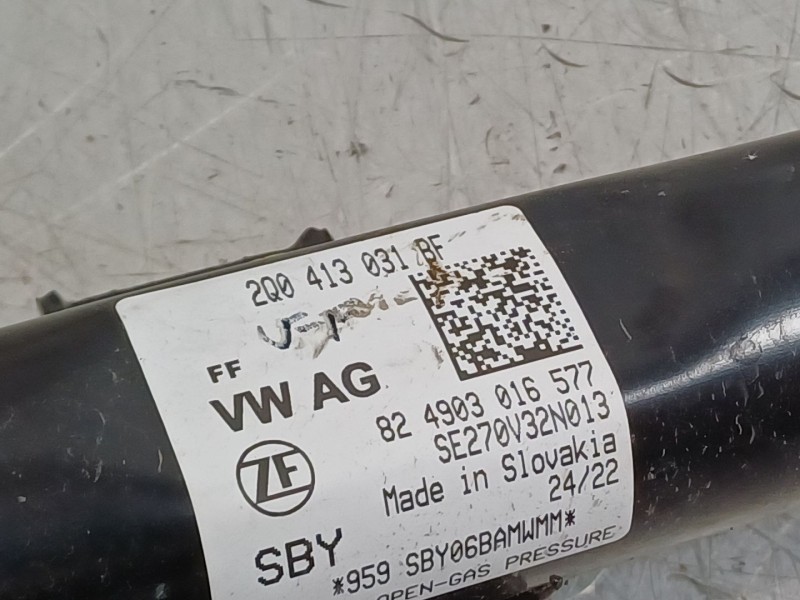 2Q0 413 031 BF
FF
VW AG
82 4903 016 577
SE270V32N013
ZF
Made in Slovakia
24/22
SBY
*959 SBY06BAMWMM*
OPEN-GAS PRESSURE